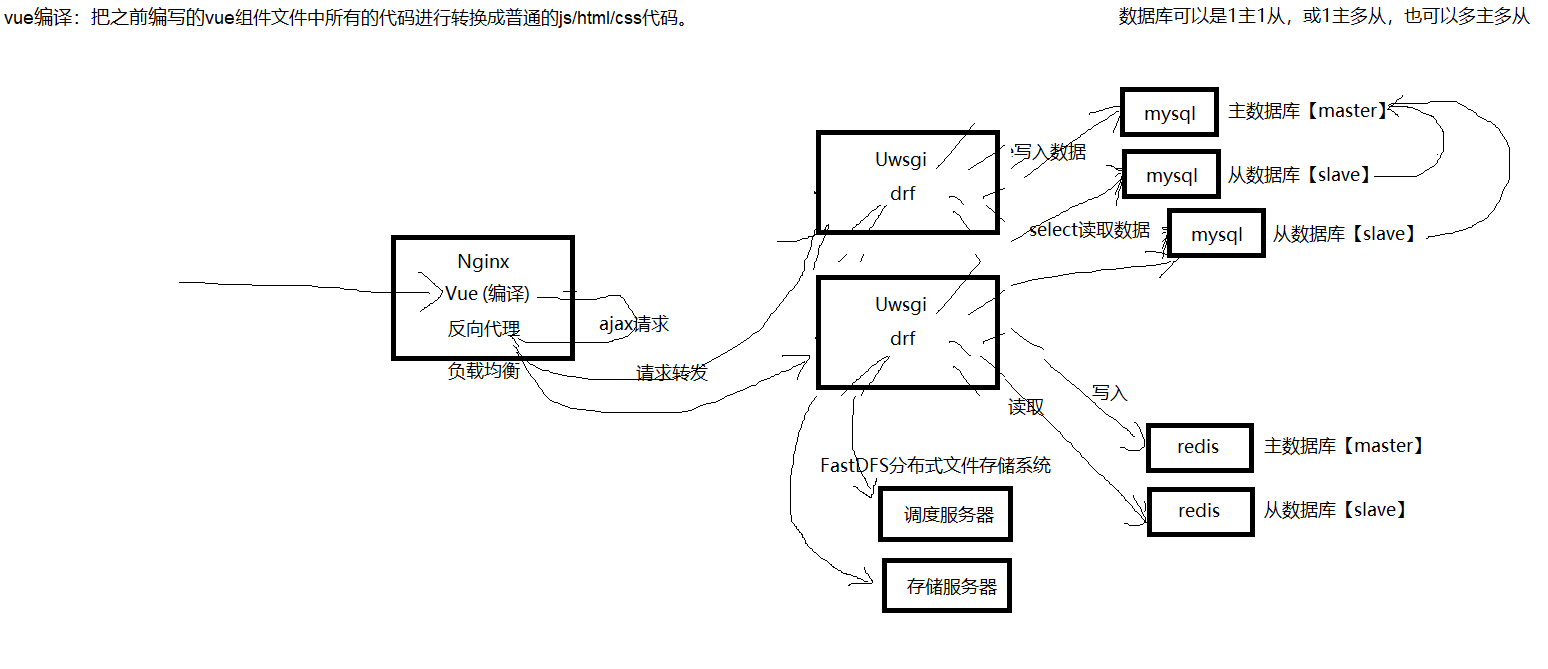 vue编译：把之前编写的vue组件文件中所有的代码进行转换成普通的js/html/css代码。
数据库可以是1主1从，或1主多从，也可以多主多从
mysql 主数据库【master】
Uwsgi
drf
写入数据
mysql 从数据库【slave】
select读取数据
mysql 从数据库【slave】
Nginx
Vue (编译)
反向代理
负载均衡
ajax请求
请求转发
Uwsgi
drf
读取
写入
redis 主数据库【master】
FastDFS分布式文件存储系统
调度服务器
redis 从数据库【slave】
存储服务器